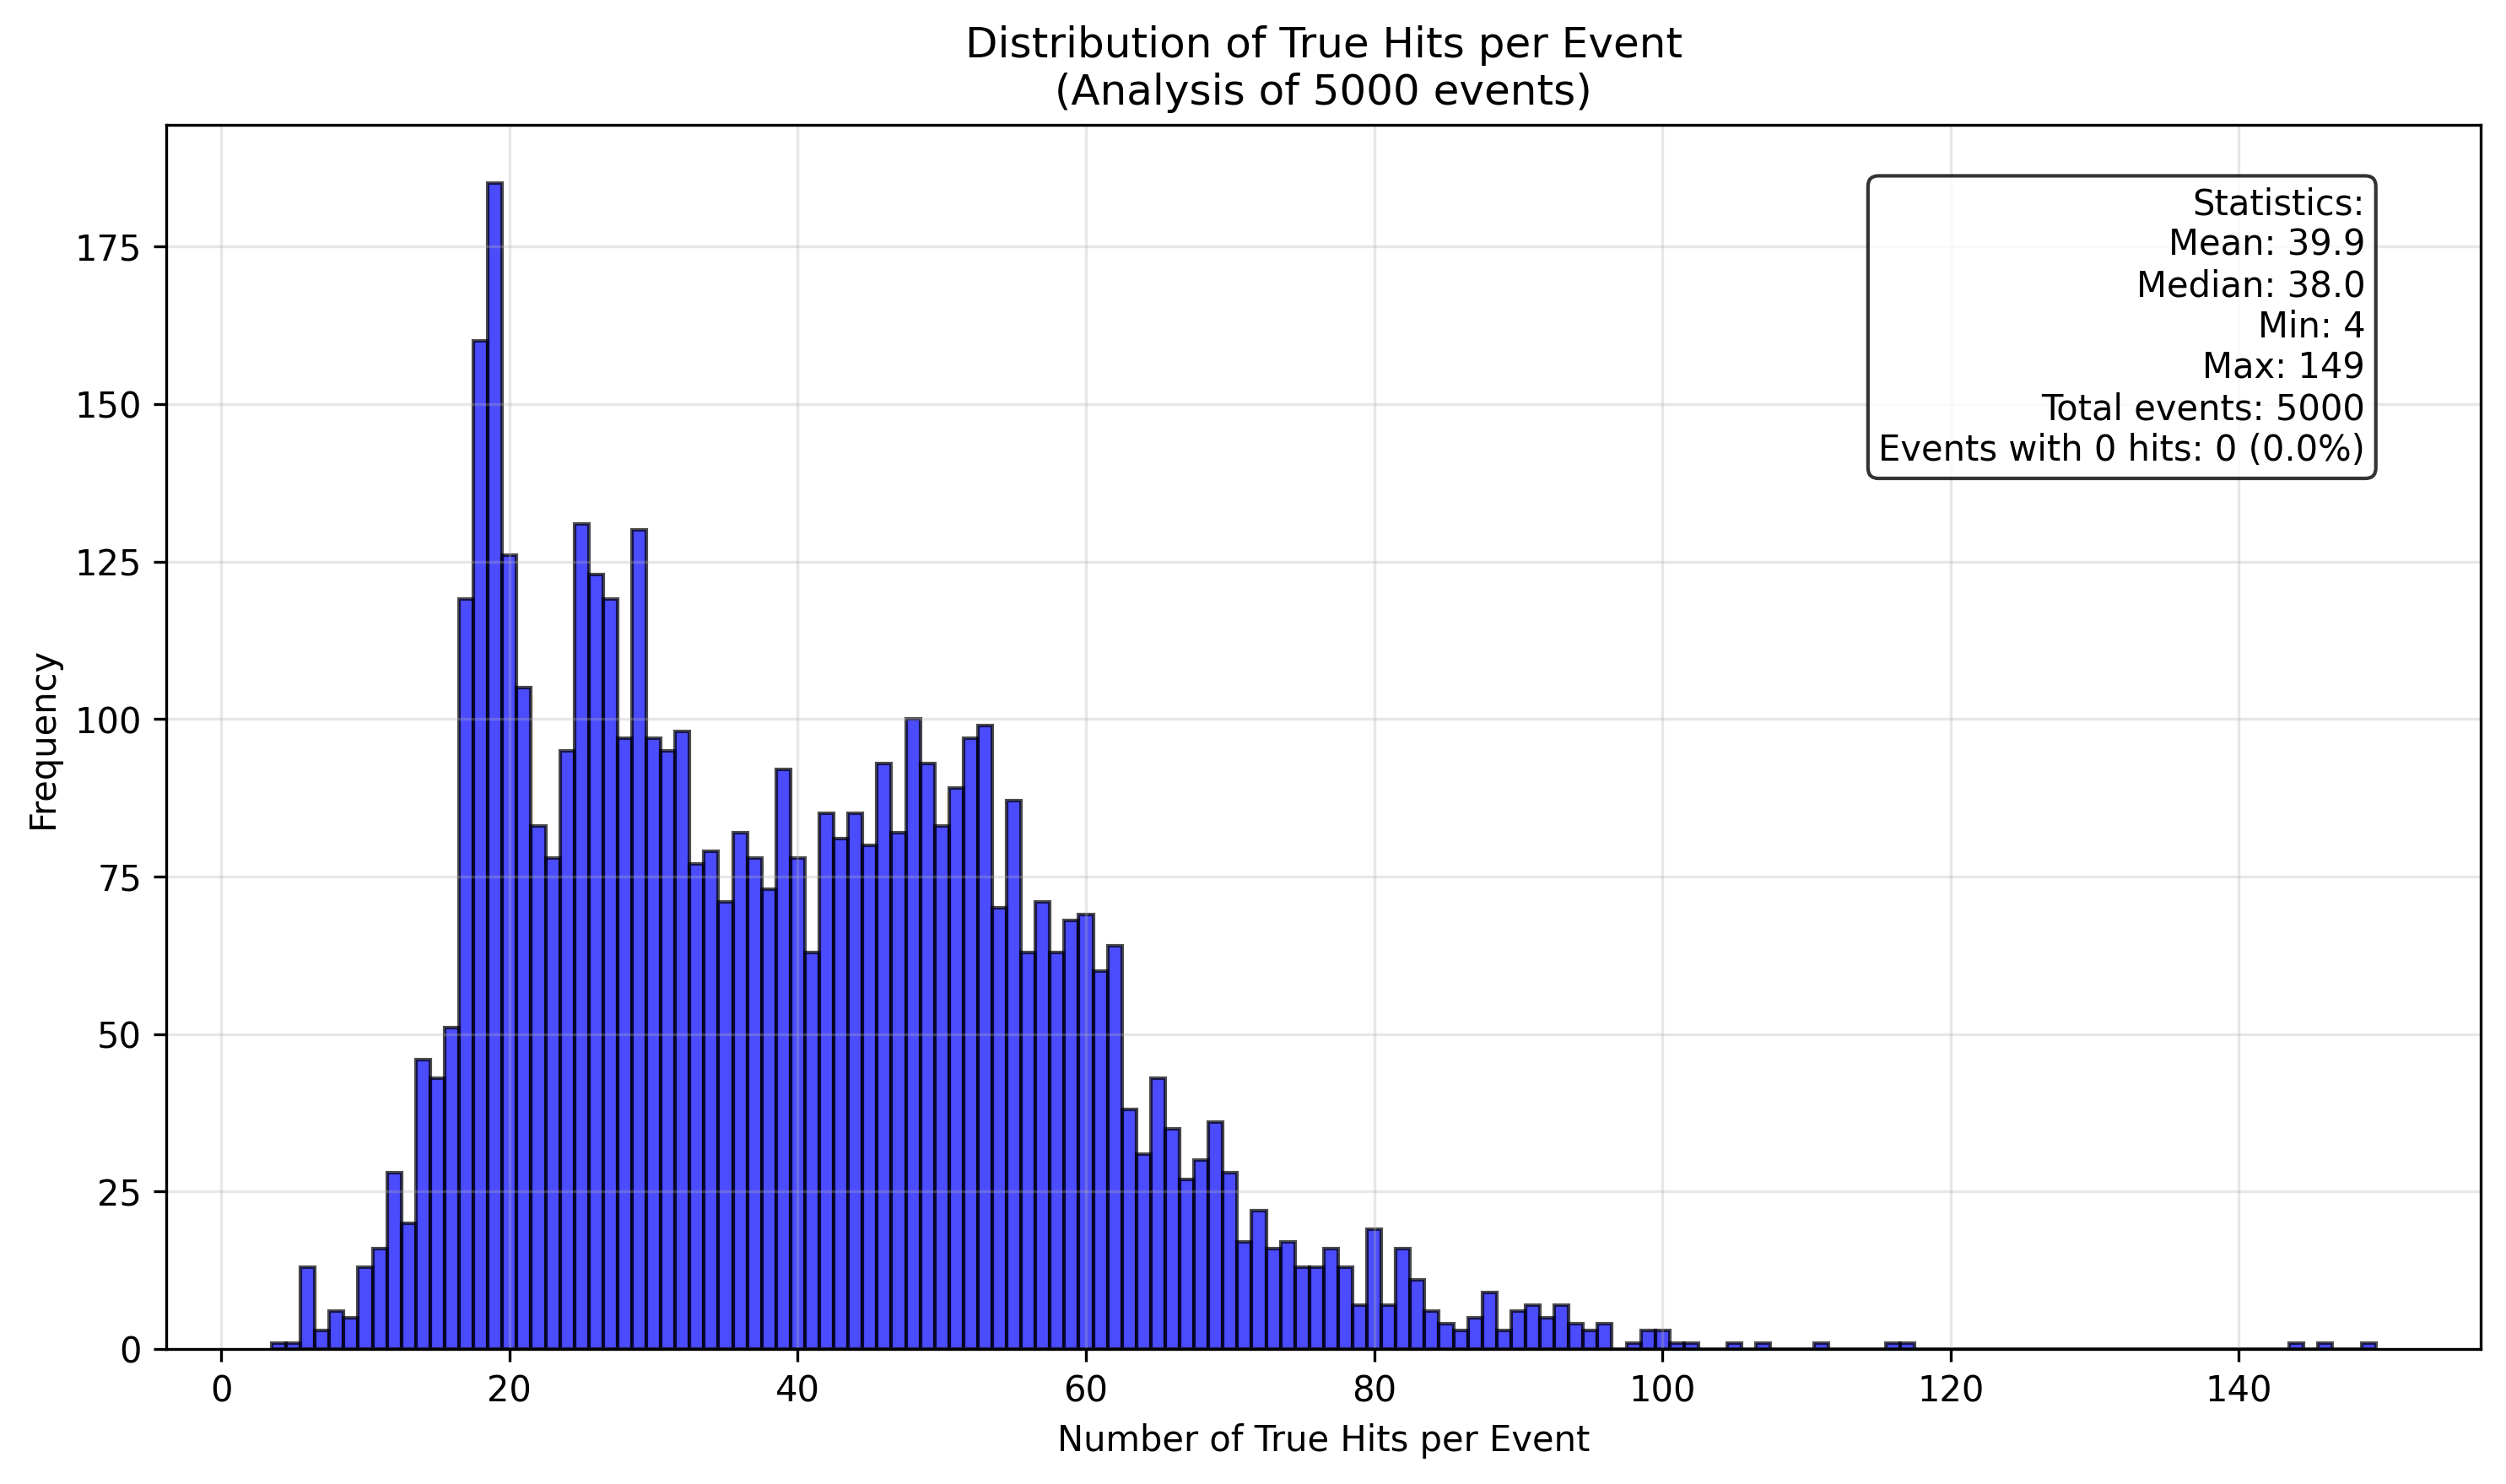 Distribution of True Hits per Event
(Analysis of 5000 events)
Statistics:
Mean: 39.9
Median: 38.0
Min: 4
Max: 149
Total events: 5000
Events with 0 hits: 0 (0.0%)
Frequency
175
150
125
100
75
50
25
0
0 20 40 60 80 100 120 140
Number of True Hits per Event